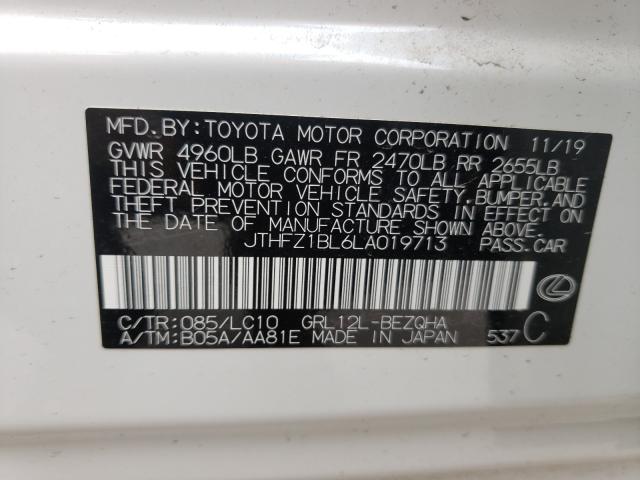 MFD.BY:TOYOTA MOTOR CORPORATION 11/19
GVWR 4960LB GAWR FR 2470LB RR 2655LB
THIS VEHICLE CONFORMS TO ALL APPLICABLE
FEDERAL MOTOR VEHICLE SAFETY,BUMPER,AND
THEFT PREVENTION STANDARDS IN EFFECT ON
THE DATE OF MANUFACTURE SHOWN ABOVE.
JTHFZ1BL6LA019713 PASS.CAR
C/TR:085/LC10 GRL12L-BEZQHA
A/TM:B05A/AA81E MADE IN JAPAN 537C